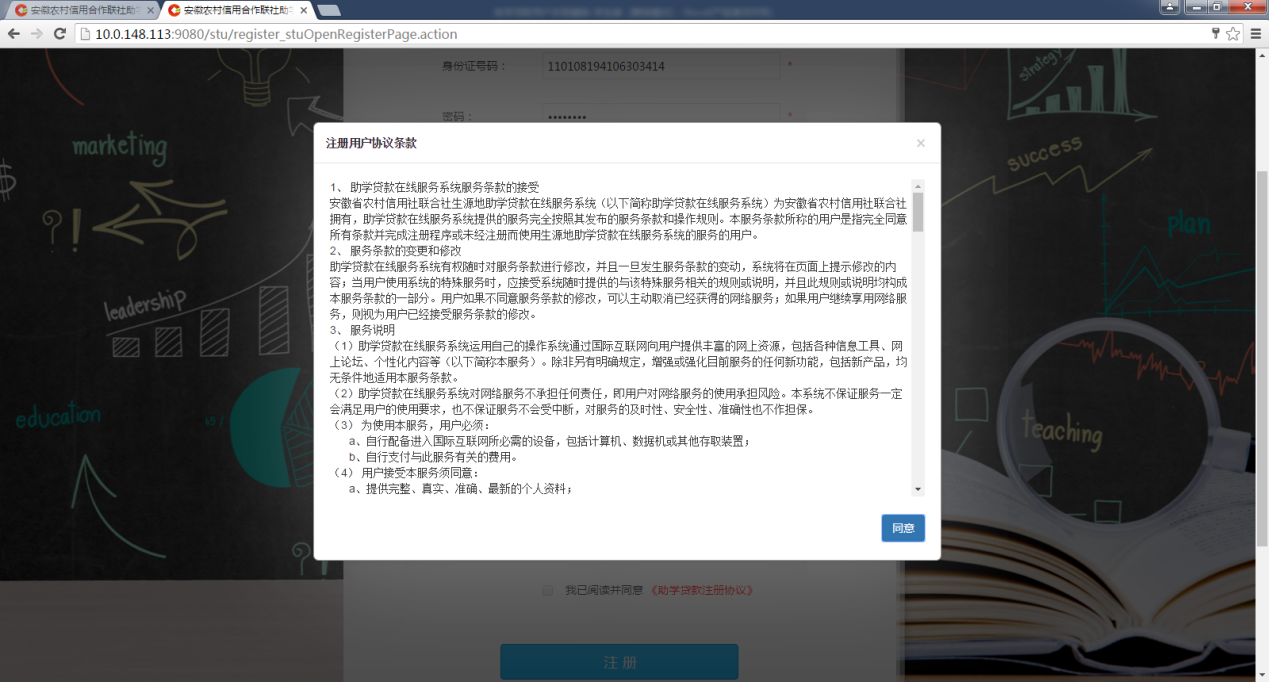 安徽农村信用合作联社助
安徽农村信用合作联社助
10.0.148.113:9080/stu/register_stuOpenRegisterPage.action
身份证号码：
110108194106303414
*
密码：
••••••••
*
注册用户协议条款
×
1、 助学贷款在线服务系统服务条款的接受
安徽省农村信用社联合社生源地助学贷款在线服务系统（以下简称助学贷款在线服务系统）为安徽省农村信用社联合社
拥有，助学贷款在线服务系统提供的服务完全按照其发布的服务条款和操作规则。本服务条款所称的用户是指完全同意
所有条款并完成注册程序或未经注册而使用生源地助学贷款在线服务系统的服务的用户。
2、 服务条款的变更和修改
助学贷款在线服务系统有权随时对服务条款进行修改，并且一旦发生服务条款的变动，系统将在页面上提示修改的内
容；当用户使用系统的特殊服务时，应接受系统随时提供的与该特殊服务相关的规则或说明，并且此规则或说明均构成
本服务条款的一部分。用户如果不同意服务条款的修改，可以主动取消已经获得的网络服务；如果用户继续享用网络服
务，则视为用户已经接受服务条款的修改。
3、 服务说明
（1）助学贷款在线服务系统运用自己的操作系统通过国际互联网向用户提供丰富的网上资源，包括各种信息工具、网
上论坛、个性化内容等（以下简称本服务）。除非另有明确规定，增强或强化目前服务的任何新功能，包括新产品，均
无条件地适用本服务条款。
（2）助学贷款在线服务系统对网络服务不承担任何责任，即用户对网络服务的使用承担风险。本系统不保证服务一定
会满足用户的使用要求，也不保证服务不会受中断，对服务的及时性、安全性、准确性也不作担保。
（3） 为使用本服务，用户必须：
a、自行配备进入国际互联网所必需的设备，包括计算机、数据机或其他存取装置；
b、自行支付与此服务有关的费用。
（4） 用户接受本服务须同意：
a、提供完整、真实、准确、最新的个人资料；
同意
我已阅读并同意 《助学贷款注册协议》
注 册
marketing
leadership
education
strategy
success
plan
teaching